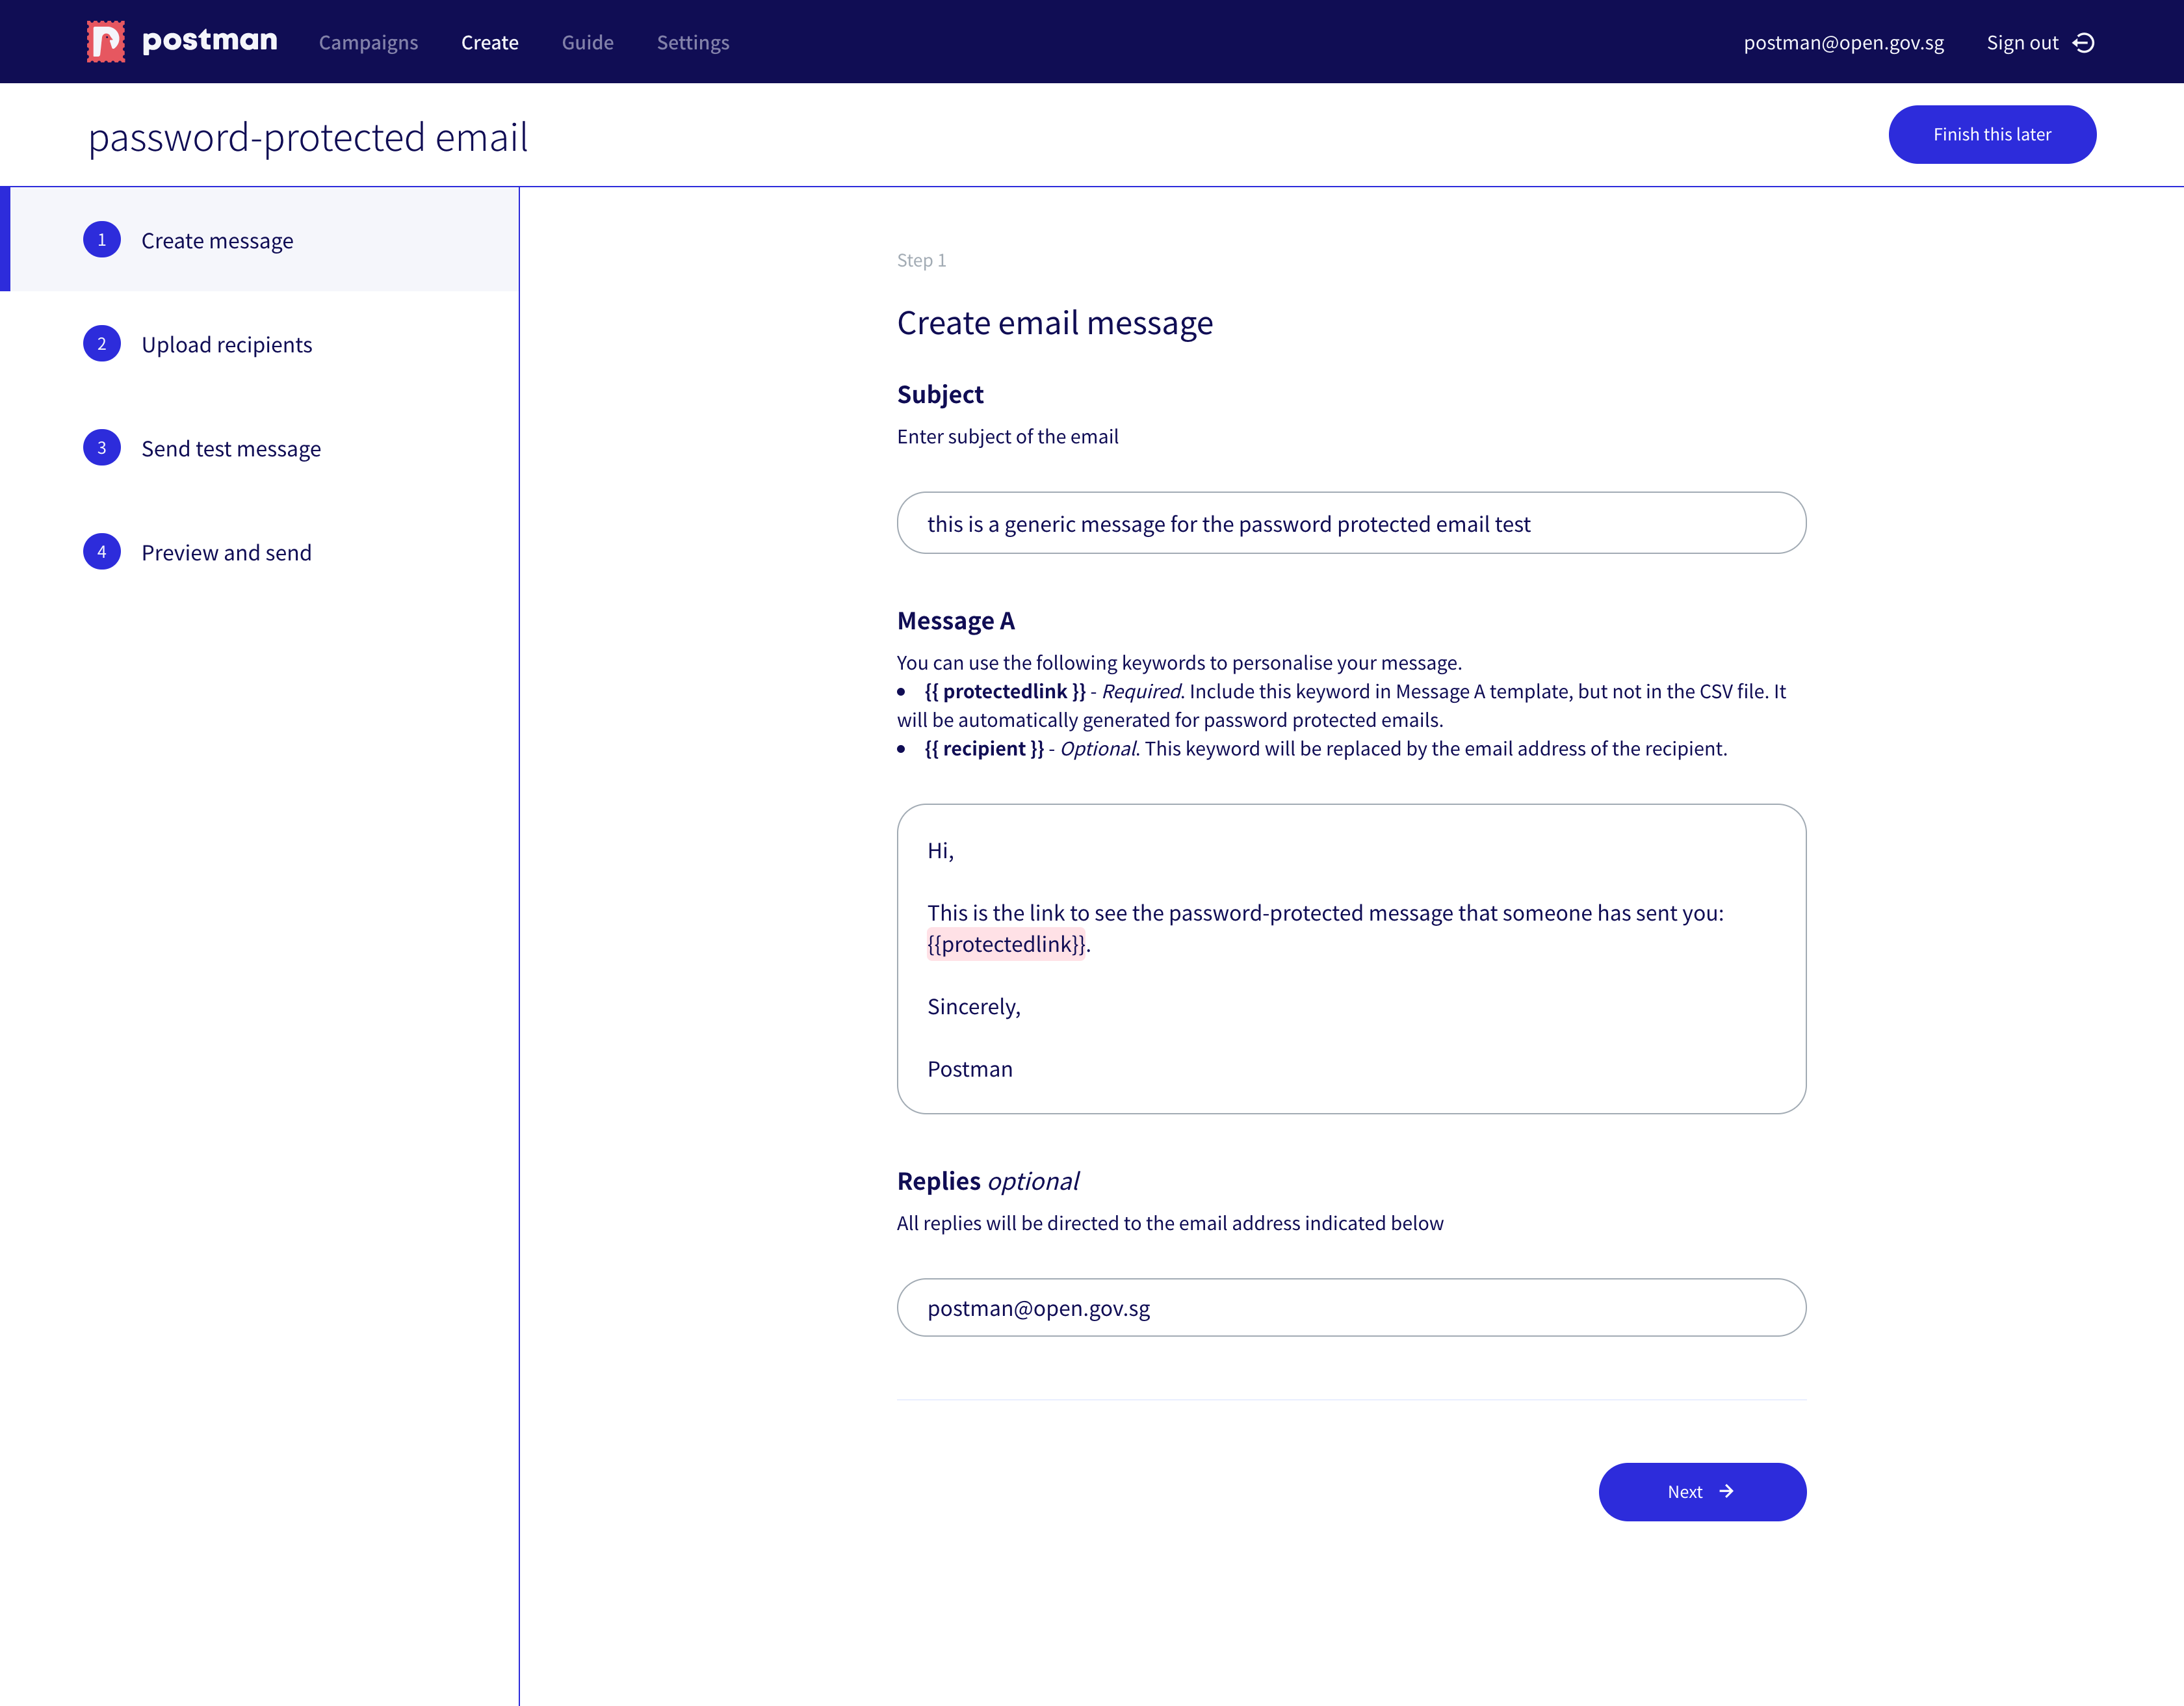 postman Campaigns Create Guide Settings postman@open.gov.sg Sign out
password-protected email Finish this later
1 Create message
2 Upload recipients
3 Send test message
4 Preview and send
Step 1
Create email message
Subject
Enter subject of the email
this is a generic message for the password protected email test
Message A
You can use the following keywords to personalise your message.
• {{ protectedlink }} - Required. Include this keyword in Message A template, but not in the CSV file. It
will be automatically generated for password protected emails.
• {{ recipient }} - Optional. This keyword will be replaced by the email address of the recipient.
Hi,
This is the link to see the password-protected message that someone has sent you:
{{protectedlink}}.
Sincerely,
Postman
Replies optional
All replies will be directed to the email address indicated below
postman@open.gov.sg
Next →